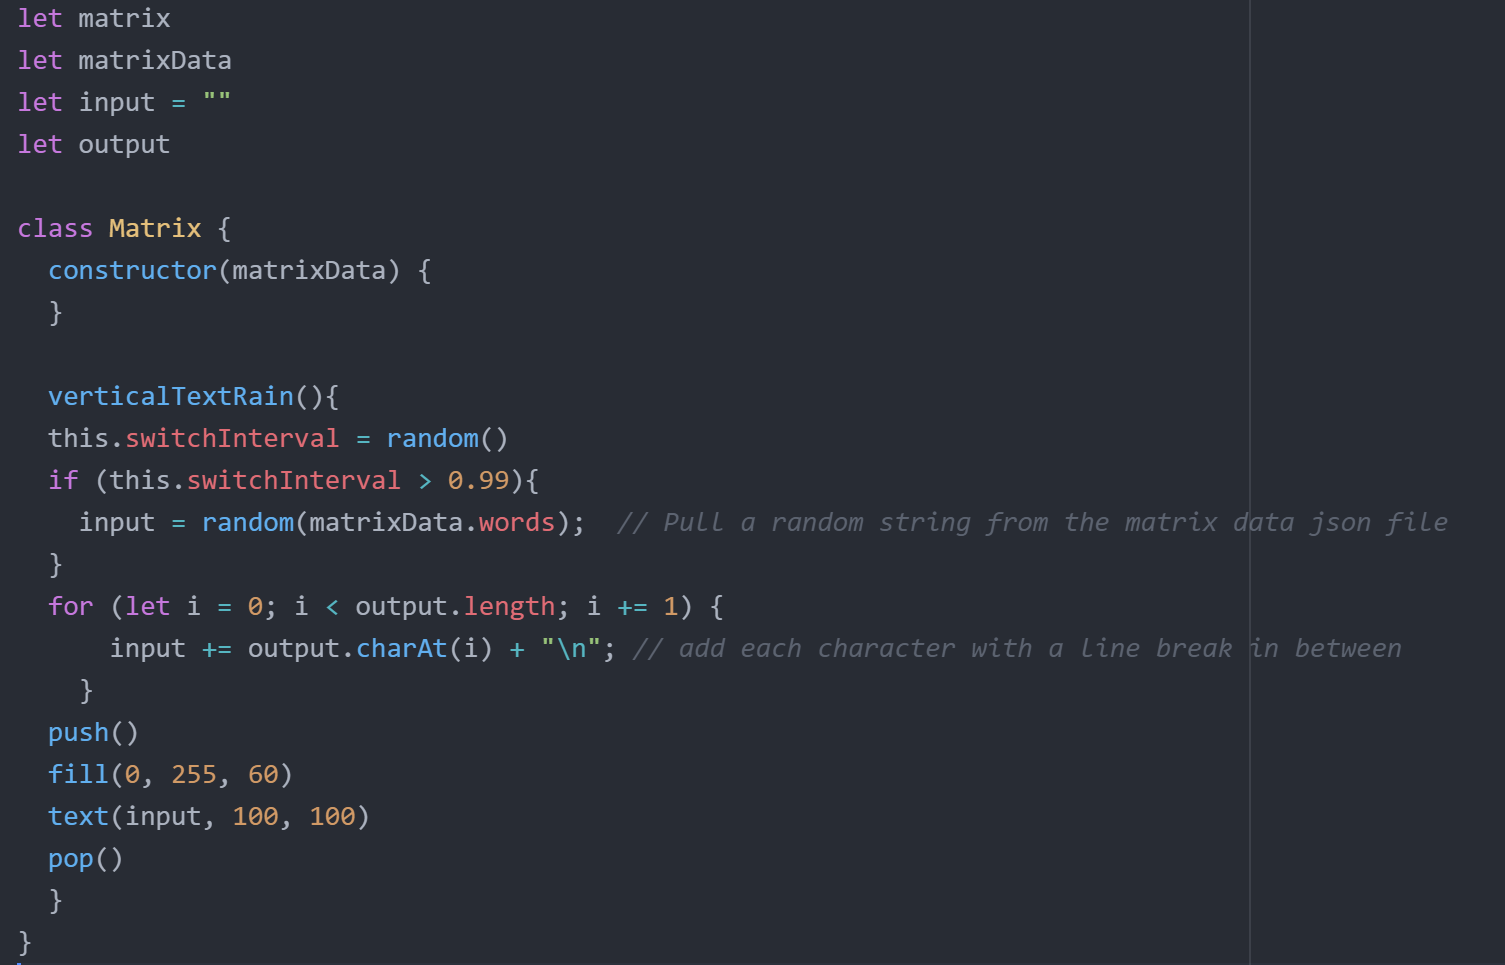 let matrix
let matrixData
let input = ""
let output
class Matrix {
  constructor(matrixData) {
  }
  verticalTextRain(){
  this.switchInterval = random()
  if (this.switchInterval > 0.99){
    input = random(matrixData.words);  // Pull a random string from the matrix data json file
  }
  for (let i = 0; i < output.length; i += 1) {
      input += output.charAt(i) + "\n"; // add each character with a line break in between
    }
  push()
  fill(0, 255, 60)
  text(input, 100, 100)
  pop()
  }
}